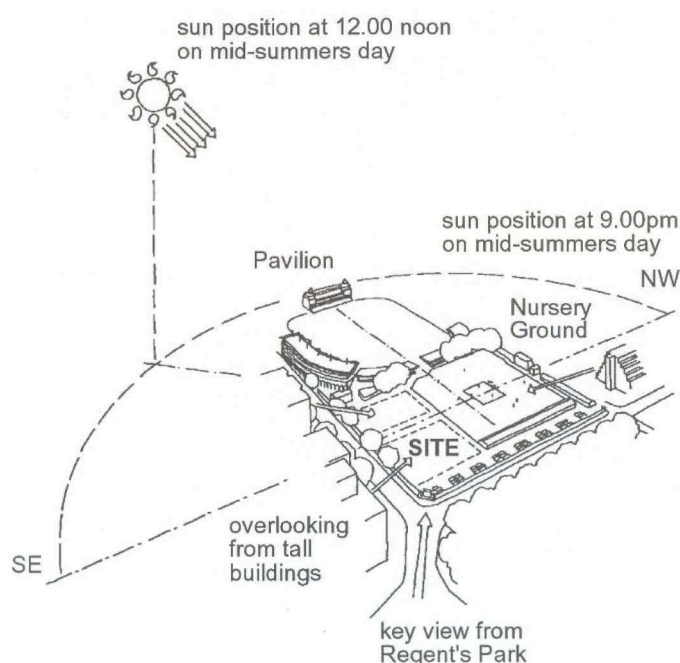 sun position at 12.00 noon
on mid-summers day
sun position at 9.00pm
on mid-summers day
NW
Pavilion
Nursery
Ground
SITE
overlooking
from tall
buildings
SE
key view from
Regent's Park